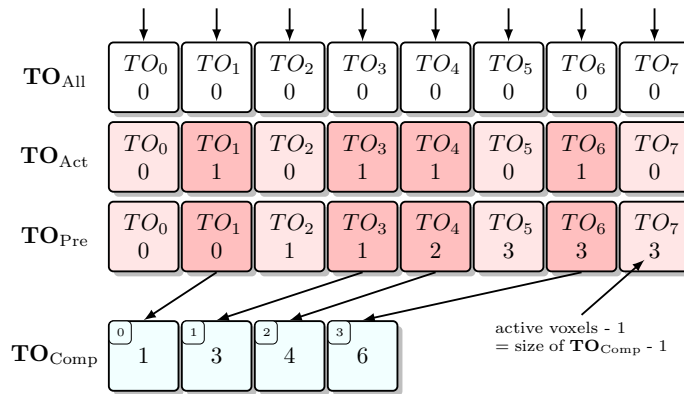 TO_All TO_0 TO_1 TO_2 TO_3 TO_4 TO_5 TO_6 TO_7
0 0 0 0 0 0 0 0
TO_Act TO_0 TO_1 TO_2 TO_3 TO_4 TO_5 TO_6 TO_7
0 1 0 1 1 0 1 0
TO_Pre TO_0 TO_1 TO_2 TO_3 TO_4 TO_5 TO_6 TO_7
0 0 1 1 2 3 3 3
0 1 2 3
TO_Comp 1 3 4 6
active voxels - 1
= size of TO_Comp - 1